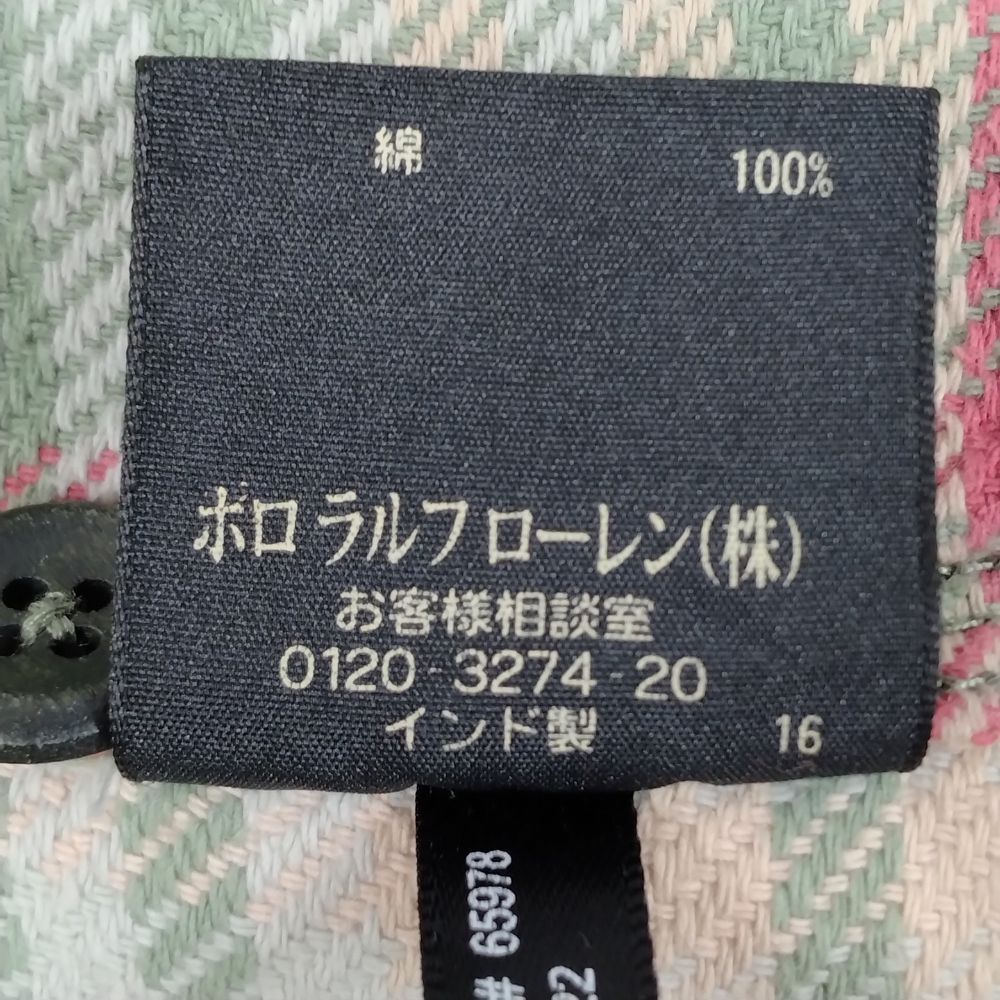 綿 100%
ポロ ラルフ ローレン(株)
お客様相談室
0120-3274-20
インド製 16
# 65978